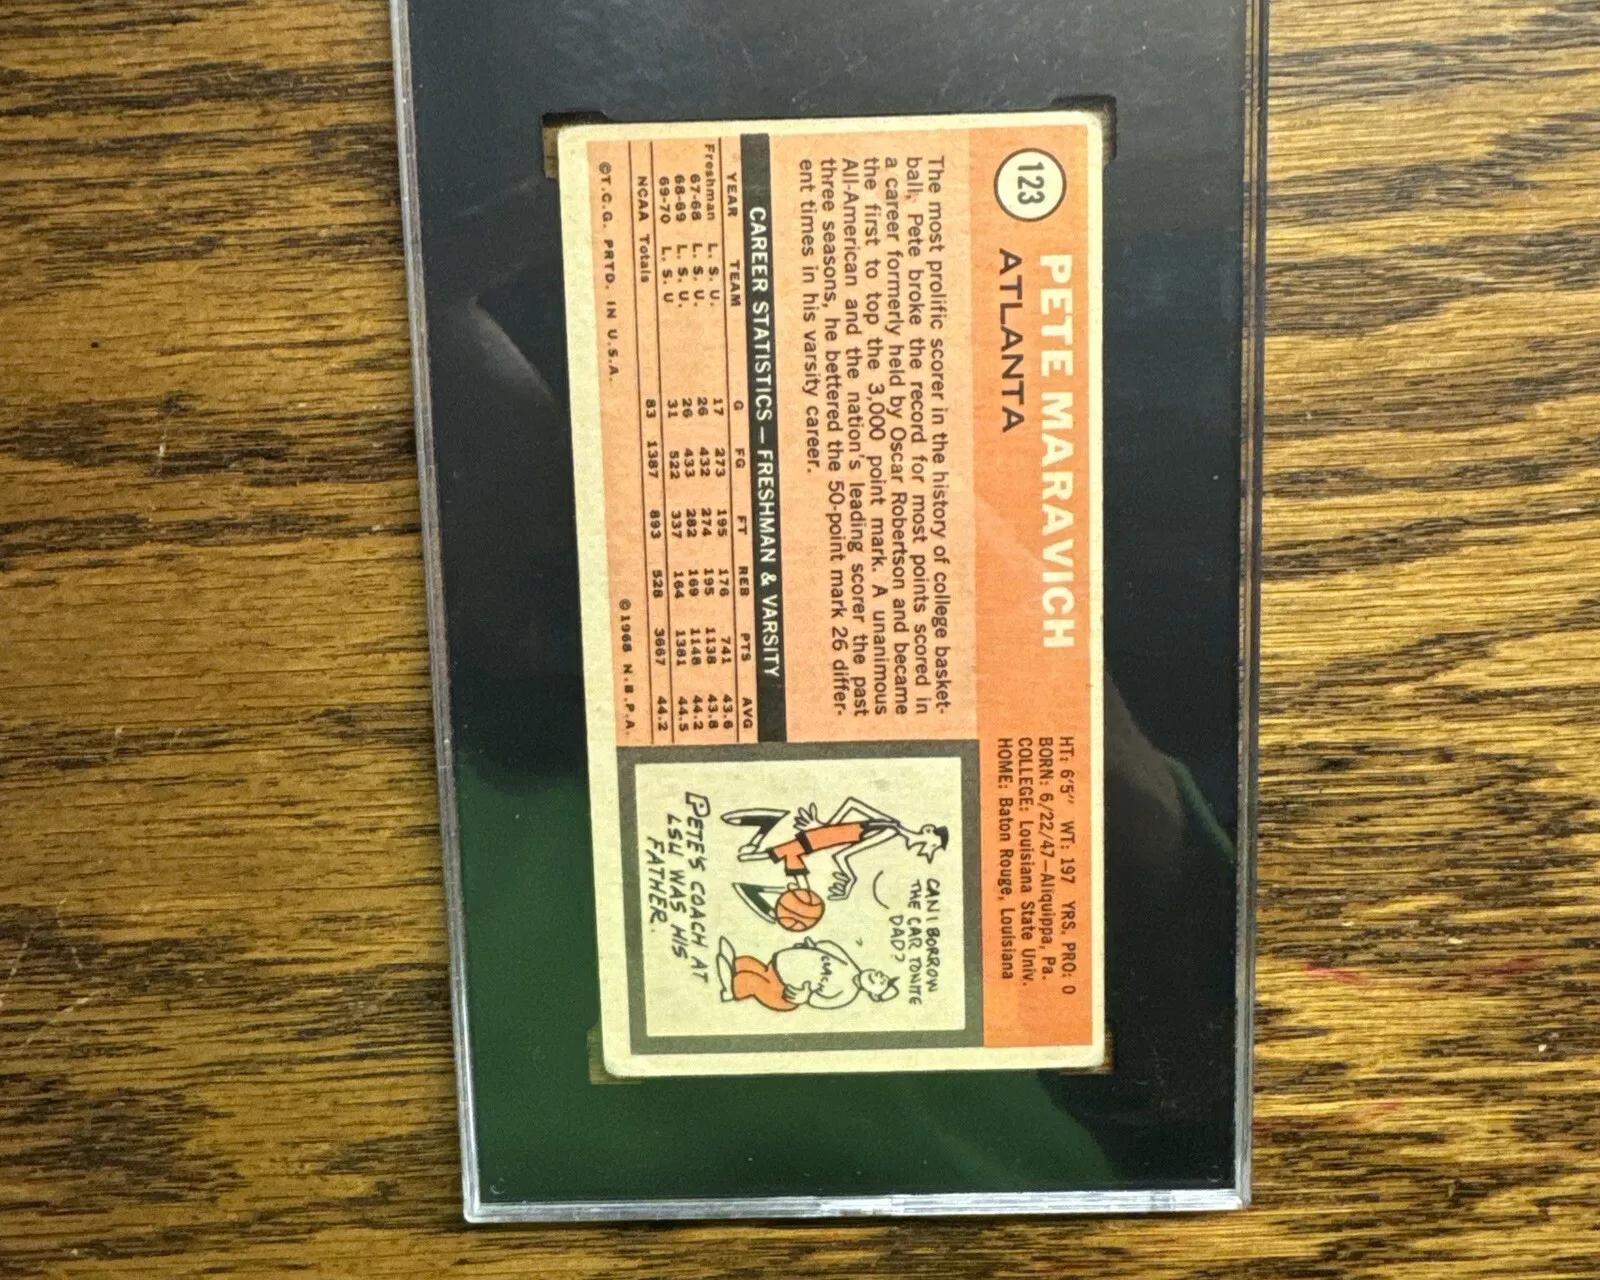 123
PETE MARAVICH
ATLANTA
HT: 6'5" WT: 197 YRS. PRO: 0
BORN: 6/22/47—Aliquippa, Pa.
COLLEGE: Louisiana State Univ.
HOME: Baton Rouge, Louisiana
The most prolific scorer in the history of college basket-
ball, Pete broke the record for most points scored in
a career formerly held by Oscar Robertson and became
the first to top the 3,000 point mark. A unanimous
All-American and the nation's leading scorer the past
three seasons, he bettered the 50-point mark 26 differ-
ent times in his varsity career.
CAREER STATISTICS — FRESHMAN & VARSITY
YEAR TEAM G FG FT REB PTS AVG
Freshman L. S. U. 17 273 195 176 741 43.6
67-68 L. S. U. 26 432 274 195 1138 43.8
68-69 L. S. U. 26 433 282 169 1148 44.2
69-70 L. S. U 31 522 337 164 1381 44.5
NCAA Totals 83 1387 893 528 3667 44.2
©T.C.G. PRTD. IN U.S.A.
©1968 N.B.P.A.
CAN I BORROW
THE CAR TONITE
DAD?
PETE'S COACH AT
LSU WAS HIS
FATHER.